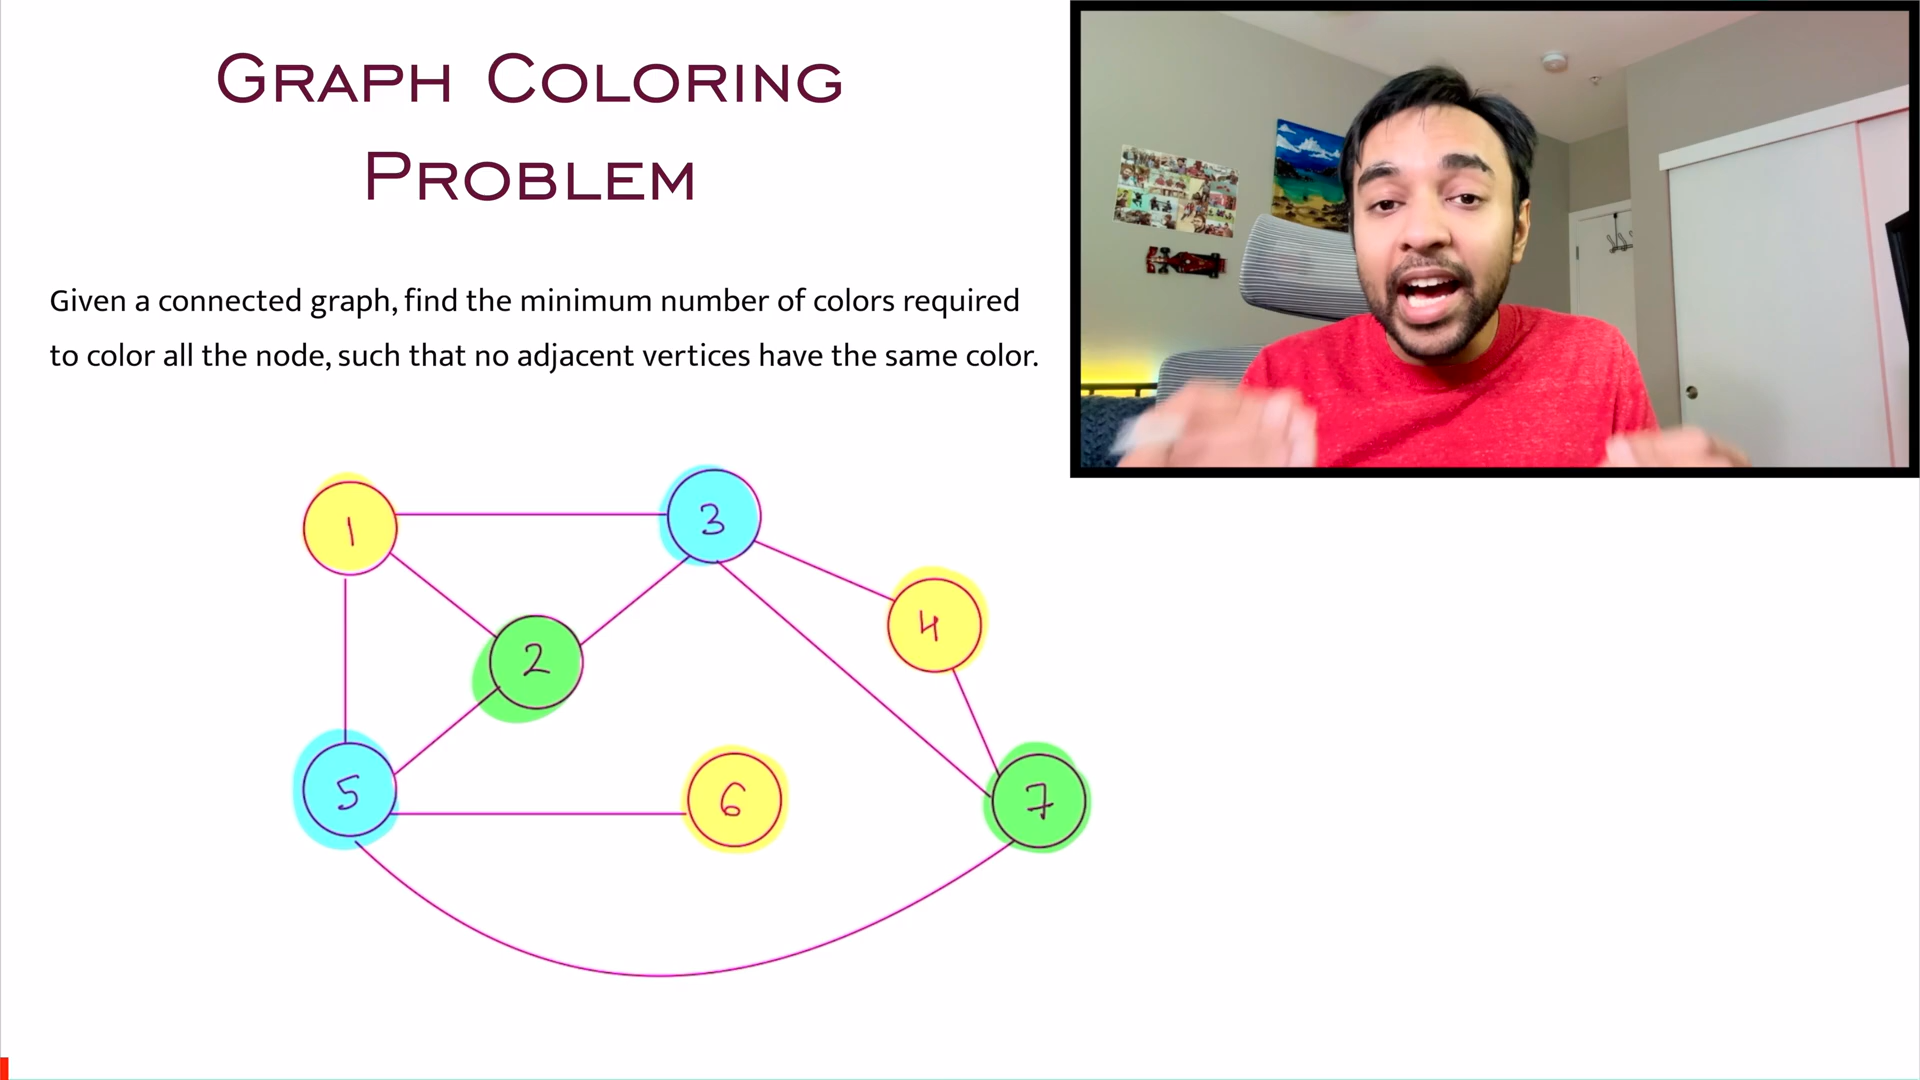 Graph Coloring
Problem
Given a connected graph, find the minimum number of colors required
to color all the node, such that no adjacent vertices have the same color.
1
3
4
2
5
6
7